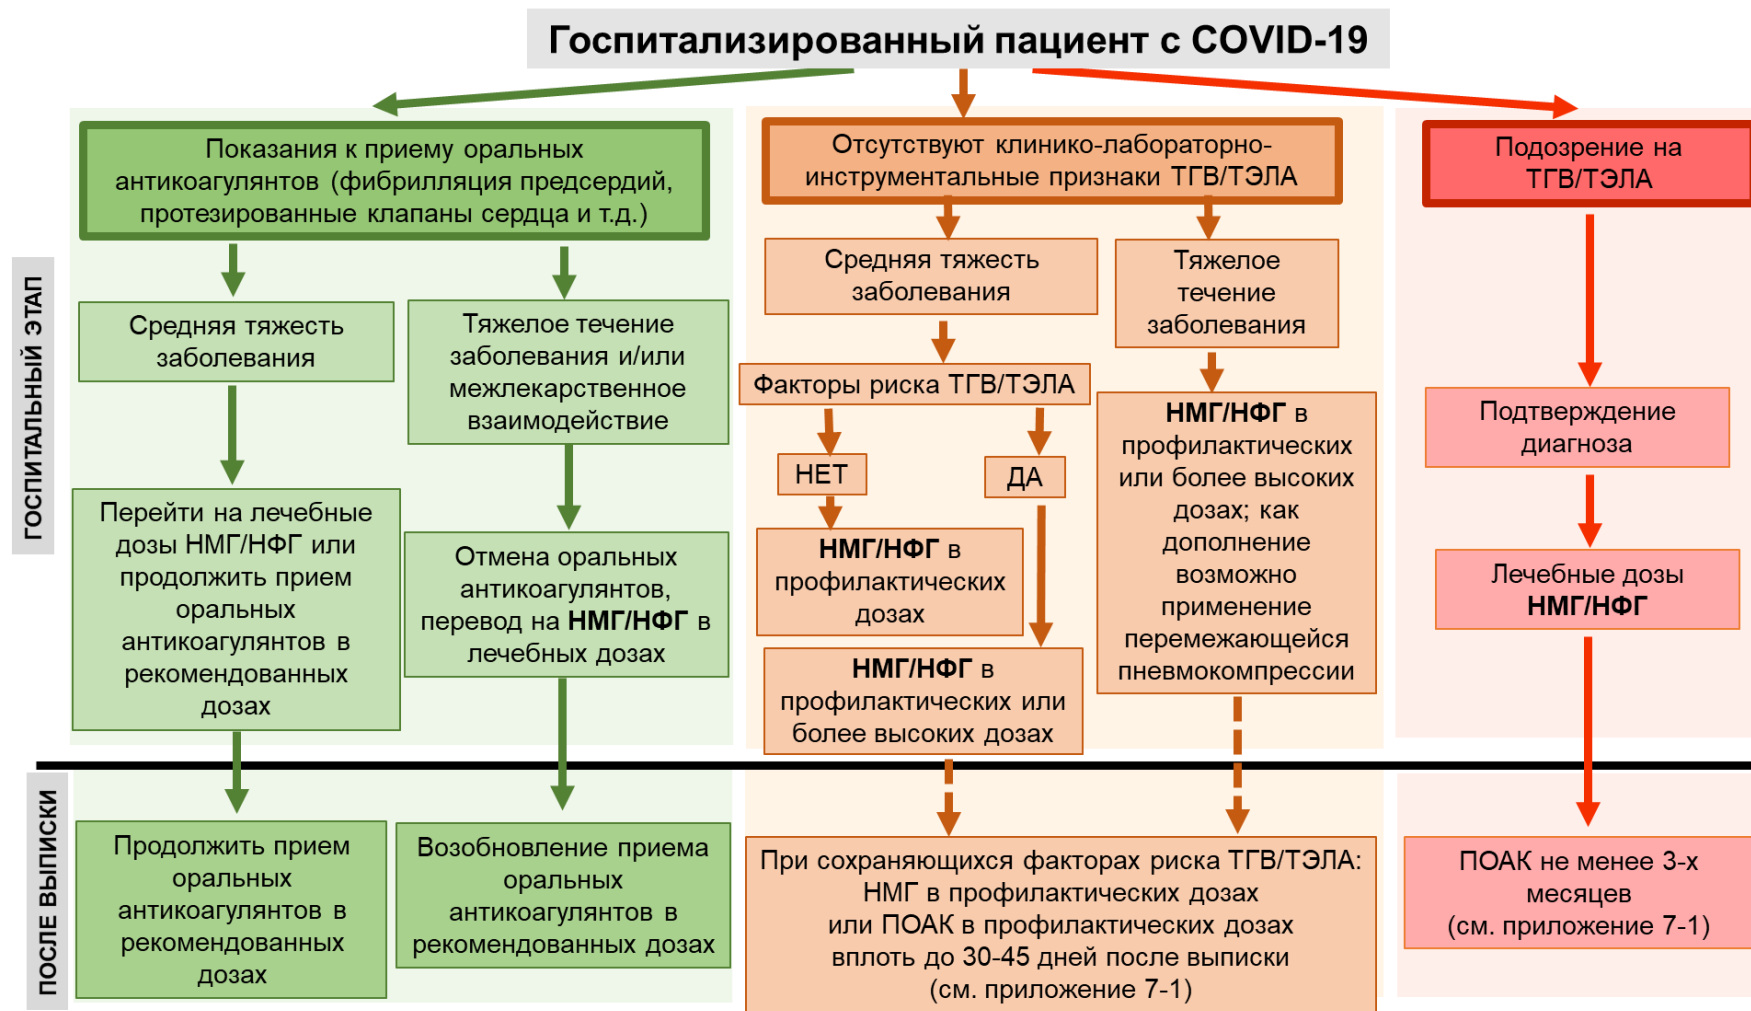 Госпитализированный пациент с COVID-19
ГОСПИТАЛЬНЫЙ ЭТАП
Показания к приему оральных
антикоагулянтов (фибрилляция предсердий,
протезированные клапаны сердца и т.д.)
Средняя тяжесть
заболевания
Перейти на лечебные
дозы НМГ/НФГ или
продолжить прием
оральных
антикоагулянтов в
рекомендованных
дозах
Тяжелое течение
заболевания и/или
межлекарственное
взаимодействие
Отмена оральных
антикоагулянтов,
перевод на НМГ/НФГ в
лечебных дозах
Отсутствуют клинико-лабораторно-
инструментальные признаки ТГВ/ТЭЛА
Средняя тяжесть
заболевания
Факторы риска ТГВ/ТЭЛА
НЕТ
ДА
НМГ/НФГ в
профилактических
дозах
НМГ/НФГ в
профилактических или
более высоких дозах
Тяжелое
течение
заболевания
НМГ/НФГ в
профилактических
или более высоких
дозах; как
дополнение
возможно
применение
перемежающейся
пневмокомпрессии
Подозрение на
ТГВ/ТЭЛА
Подтверждение
диагноза
Лечебные дозы
НМГ/НФГ
ПОСЛЕ ВЫПИСКИ
Продолжить прием
оральных
антикоагулянтов в
рекомендованных
дозах
Возобновление приема
оральных
антикоагулянтов в
рекомендованных дозах
При сохраняющихся факторах риска ТГВ/ТЭЛА:
НМГ в профилактических дозах
или ПОАК в профилактических дозах
вплоть до 30-45 дней после выписки
(см. приложение 7-1)
ПОАК не менее 3-х
месяцев
(см. приложение 7-1)